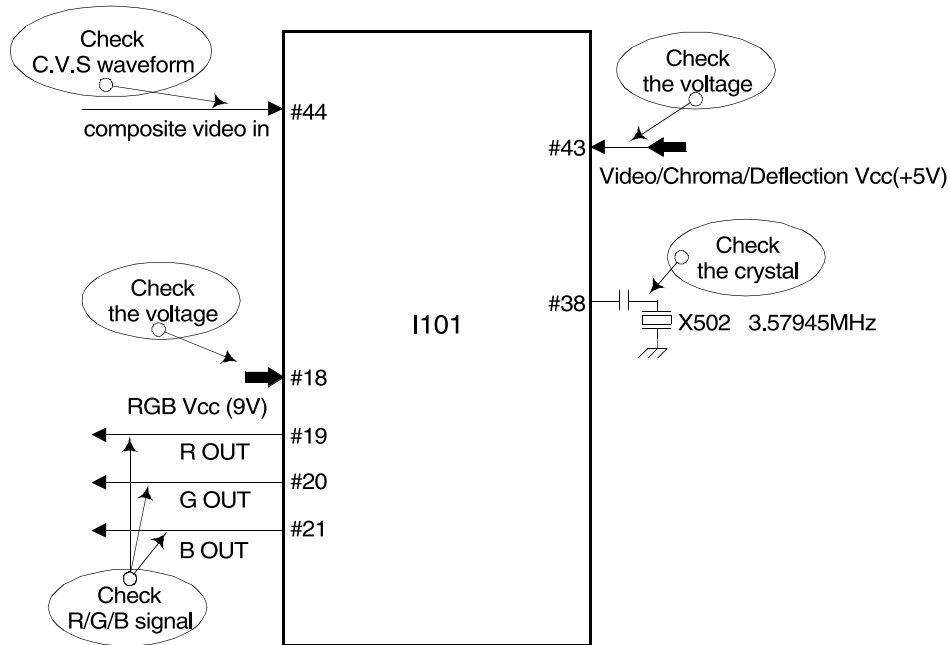 Check
C.V.S waveform
#44
composite video in
Check
the voltage
#43
Video/Chroma/Deflection Vcc(+5V)
Check
the crystal
#38
X502 3.57945MHz
I101
Check
the voltage
#18
RGB Vcc (9V)
#19
R OUT
#20
G OUT
#21
B OUT
Check
R/G/B signal